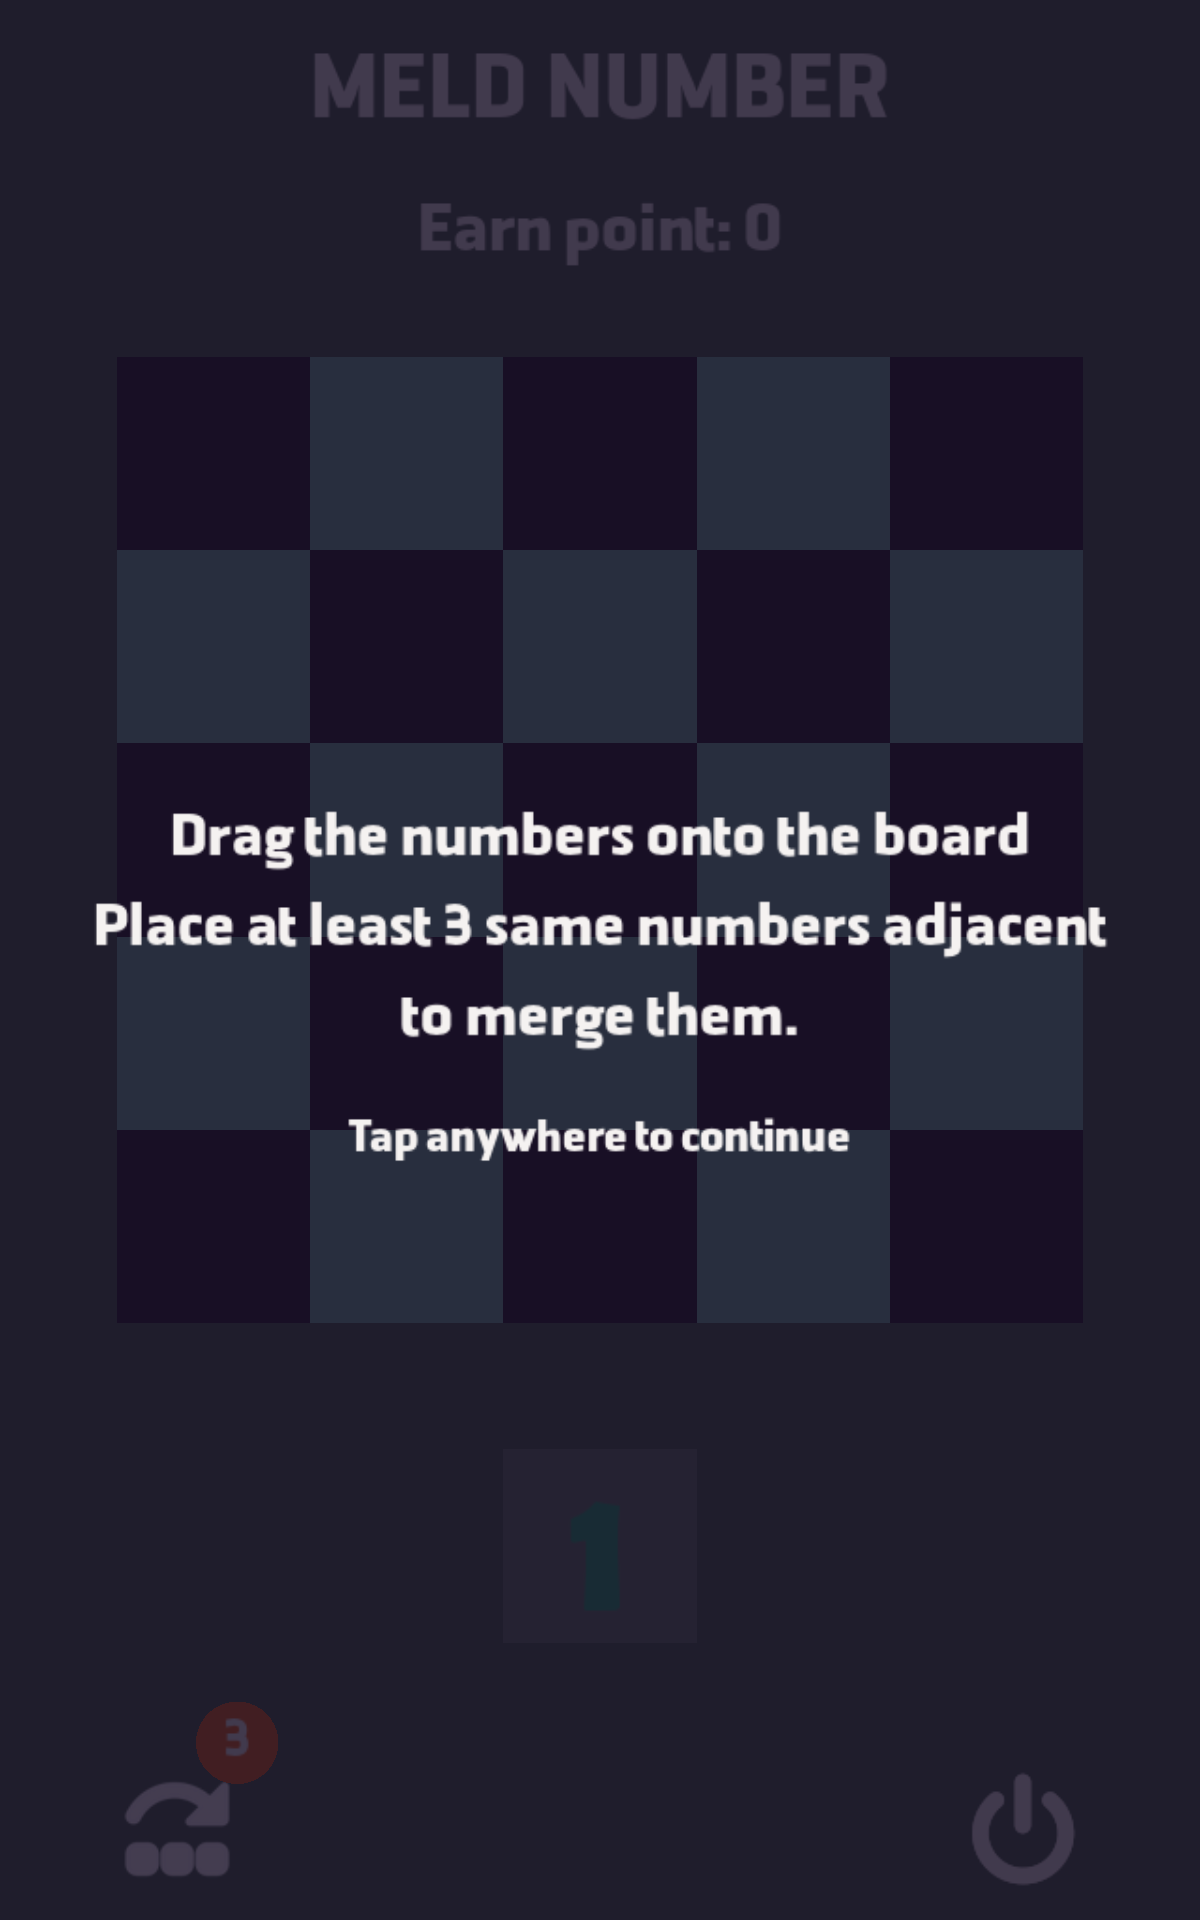 MELD NUMBER
Earn point: 0
Drag the numbers onto the board
Place at least 3 same numbers adjacent
to merge them.
Tap anywhere to continue
1
3